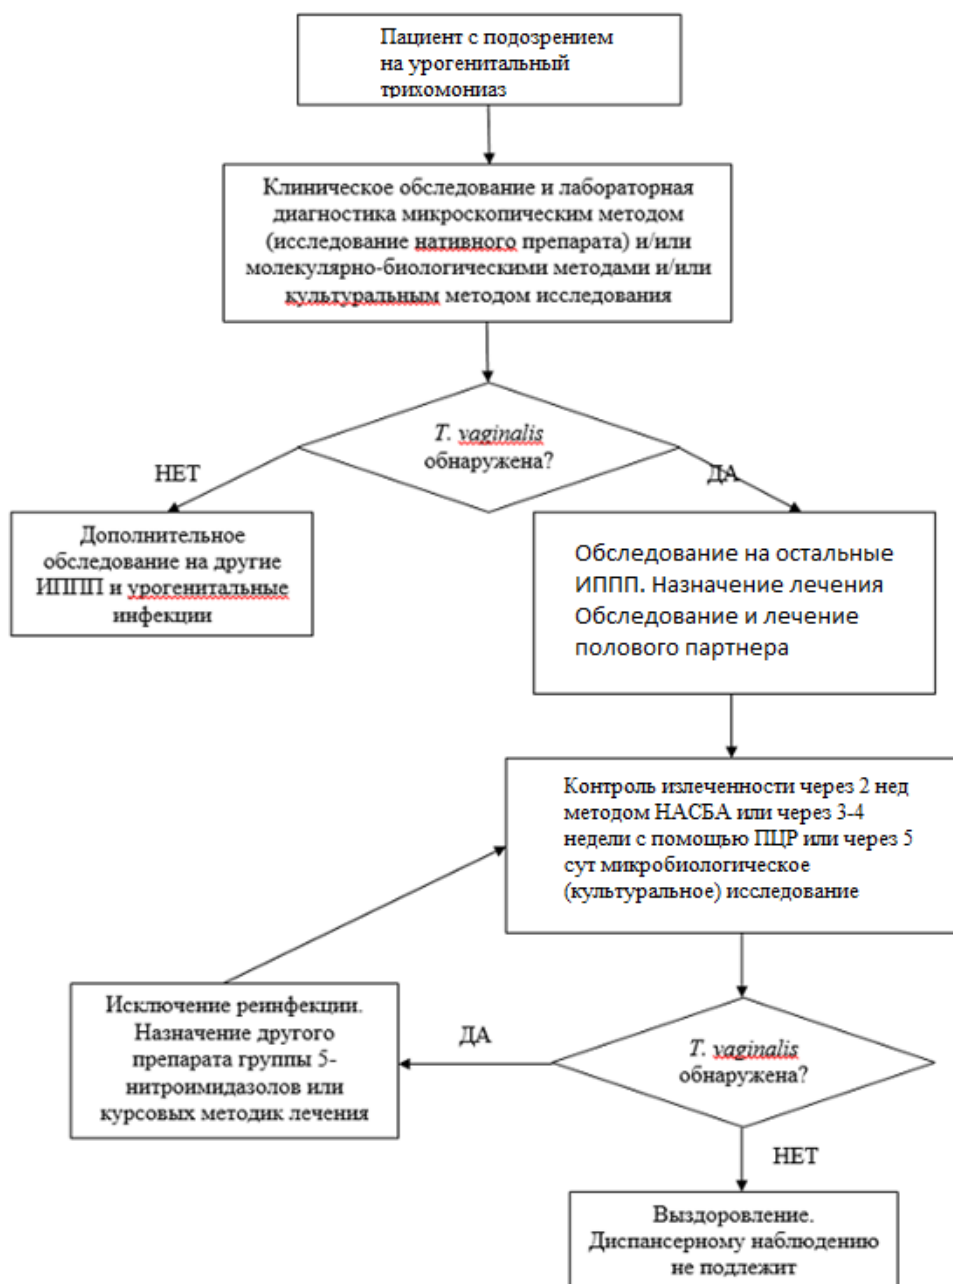 Пациент с подозрением
на урогенитальный
трихомониаз
Клиническое обследование и лабораторная
диагностика микроскопическим методом
(исследование нативного препарата) и/или
молекулярно-биологическими методами и/или
культуральным методом исследования
T. vaginalis
обнаружена?
НЕТ
ДА
Дополнительное
обследование на другие
ИППП и урогенитальные
инфекции
Обследование на остальные
ИППП. Назначение лечения
Обследование и лечение
полового партнера
Контроль излеченности через 2 нед
методом НАСБА или через 3-4
недели с помощью ПЦР или через 5
сут микробиологическое
(культуральное) исследование
Исключение реинфекции.
Назначение другого
препарата группы 5-
нитроимидазолов или
курсовых методик лечения
ДА
T. vaginalis
обнаружена?
НЕТ
Выздоровление.
Диспансерному наблюдению
не подлежит